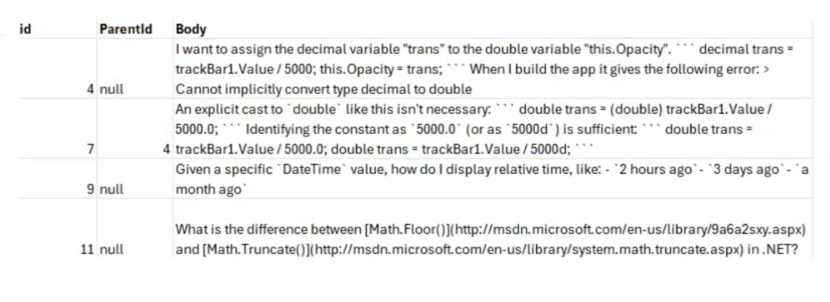 id ParentId Body
I want to assign the decimal variable "trans" to the double variable "this.Opacity". ``` decimal trans =
trackBar1.Value / 5000; this.Opacity = trans; ``` When I build the app it gives the following error: >
4 null Cannot implicitly convert type decimal to double
An explicit cast to `double` like this isn't necessary: ``` double trans = (double) trackBar1.Value /
5000.0; ``` Identifying the constant as `5000.0` (or as `5000d`) is sufficient: ``` double trans =
7 4 trackBar1.Value / 5000.0; double trans = trackBar1.Value / 5000d; ```
Given a specific `DateTime` value, how do I display relative time, like: - `2 hours ago`- `3 days ago`- `a
9 null month ago`
What is the difference between [Math.Floor()](http://msdn.microsoft.com/en-us/library/9a6a2sxy.aspx)
11 null and [Math.Truncate()](http://msdn.microsoft.com/en-us/library/system.math.truncate.aspx) in .NET?